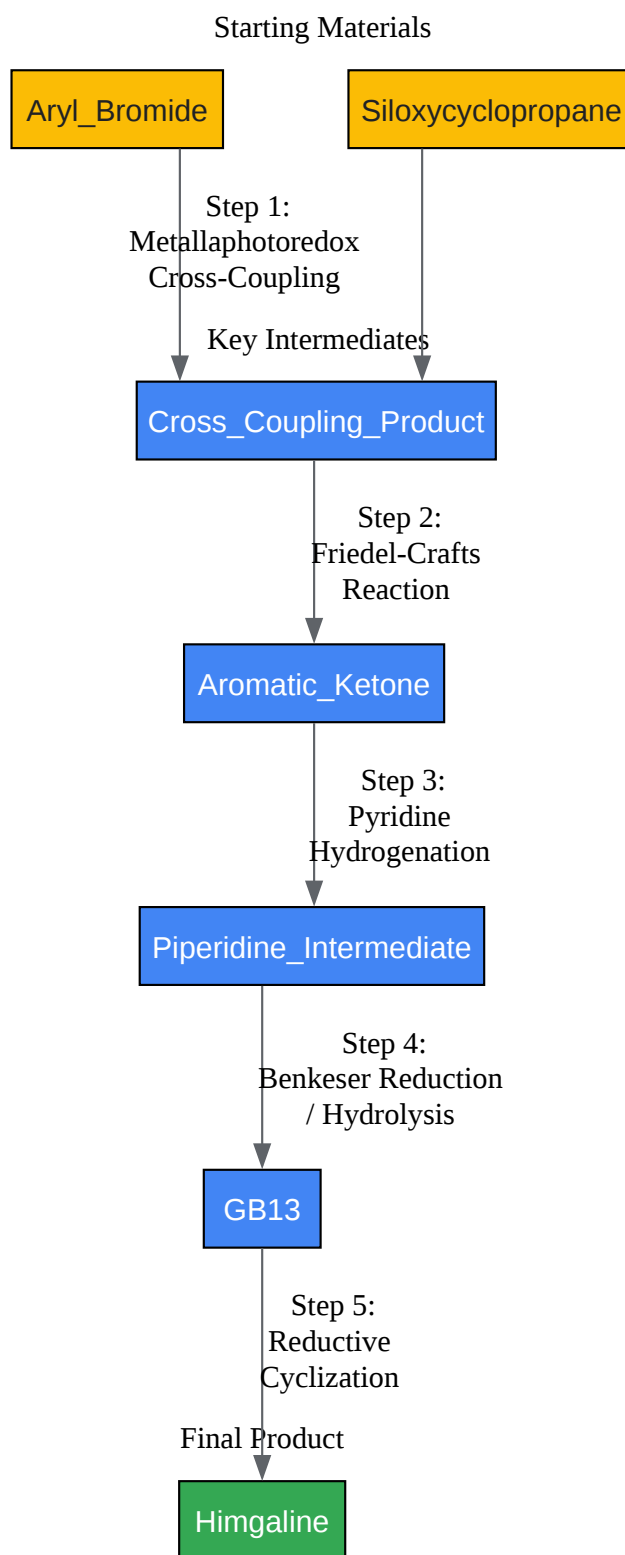 Starting Materials
Aryl_Bromide
Siloxycyclopropane
Step 1:
Metallaphotoredox
Cross-Coupling
Key Intermediates
Cross_Coupling_Product
Step 2:
Friedel-Crafts
Reaction
Aromatic_Ketone
Step 3:
Pyridine
Hydrogenation
Piperidine_Intermediate
Step 4:
Benkeser Reduction
/ Hydrolysis
GB13
Step 5:
Reductive
Cyclization
Final Product
Himgaline